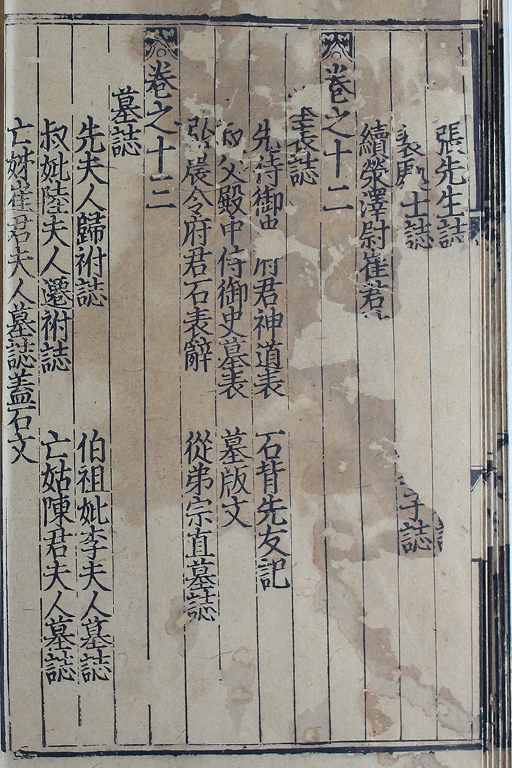 張先生誌
裴 士誌 子誌
續滎澤尉崔君
卷之十二
表誌
先侍御史府君神道表 石背先友記
父殿中侍御史墓表 墓版文
弘農令府君石表辭 從弟宗直墓誌
卷之十三
墓誌
先夫人歸祔誌 伯祖妣李夫人墓誌
叔妣陸夫人遷祔誌 亡姑陳君夫人墓誌
亡姊崔君夫人墓誌蓋石文